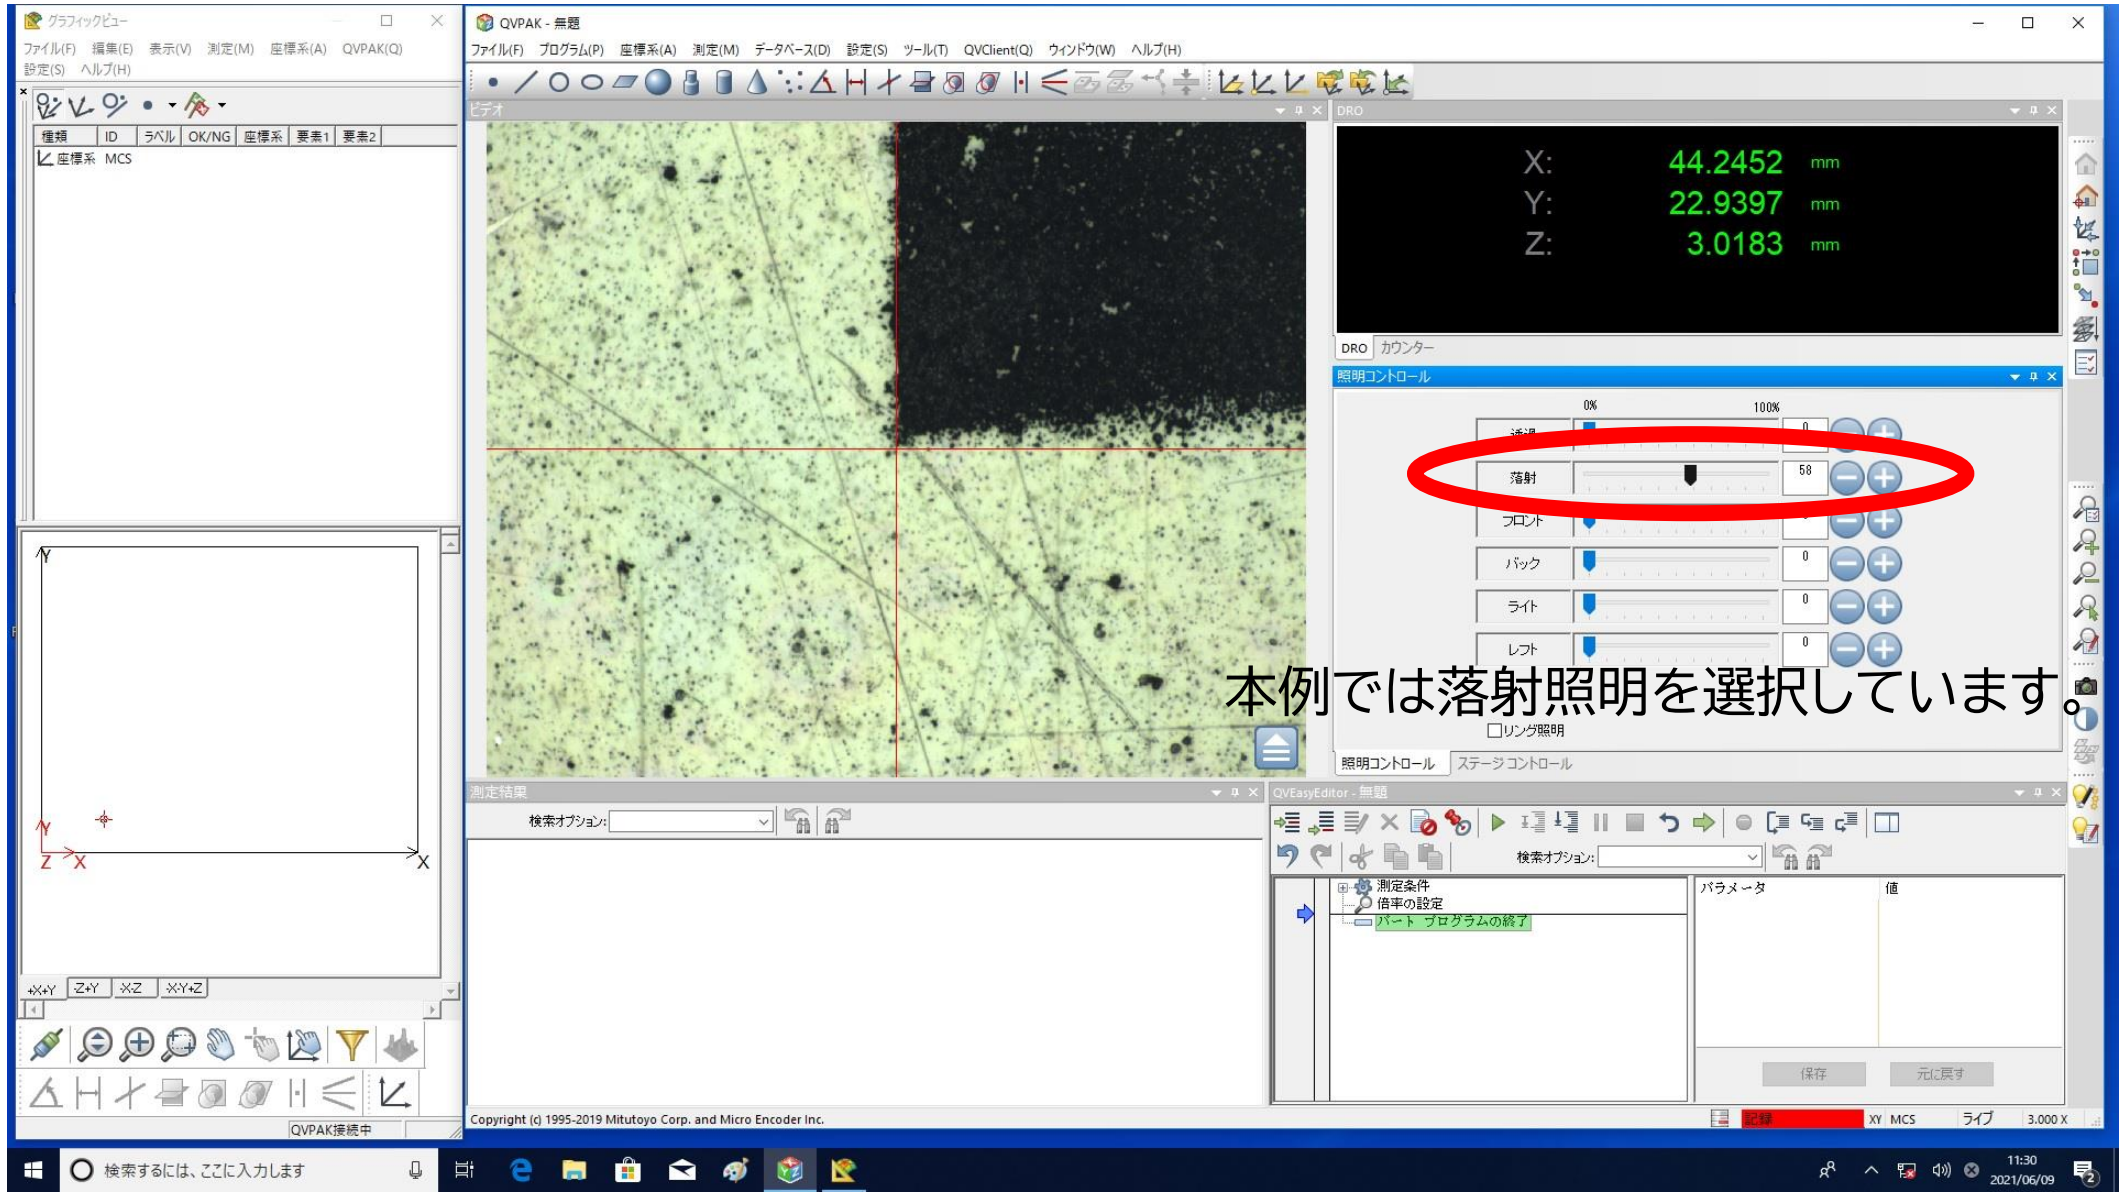 グラフィックビュー
ファイル(F) 編集(E) 表示(V) 測定(M) 座標系(A) QVPAK(Q)
設定(S) ヘルプ(H)
種類 ID ラベル OK/NG 座標系 要素1 要素2
座標系 MCS
Y
Y
Z X
X
+X+Y -Z+Y X-Z -X-Y+Z
QVPAK接続中
QVPAK - 無題
ファイル(F) プログラム(P) 座標系(A) 測定(M) データベース(D) 設定(S) ツール(T) QVClient(Q) ウィンドウ(W) ヘルプ(H)
ビデオ
DRO
X: 44.2452 mm
Y: 22.9397 mm
Z: 3.0183 mm
DRO カウンター
照明コントロール
0% 100%
落射 58
フロント
バック 0
ライト 0
レフト 0
本例では落射照明を選択しています。
リング照明
照明コントロール ステージ コントロール
測定結果
検索オプション:
QVEasyEditor - 無題
検索オプション:
測定条件
倍率の設定
パート プログラムの終了
パラメータ 値
保存 元に戻す
Copyright (c) 1995-2019 Mitutoyo Corp. and Micro Encoder Inc.
記録 XY MCS ライブ 3.000 X
検索するには、ここに入力します
11:30
2021/06/09
2